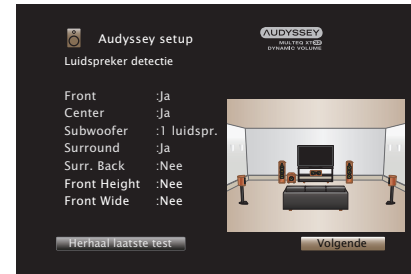 Audyssey setup
AUDYSSEY
MULTEQ XT32
DYNAMIC VOLUME
Luidspreker detectie
Front :Ja
Center :Ja
Subwoofer :1 luidspr.
Surround :Ja
Surr. Back :Nee
Front Height :Nee
Front Wide :Nee
Herhaal laatste test
Volgende